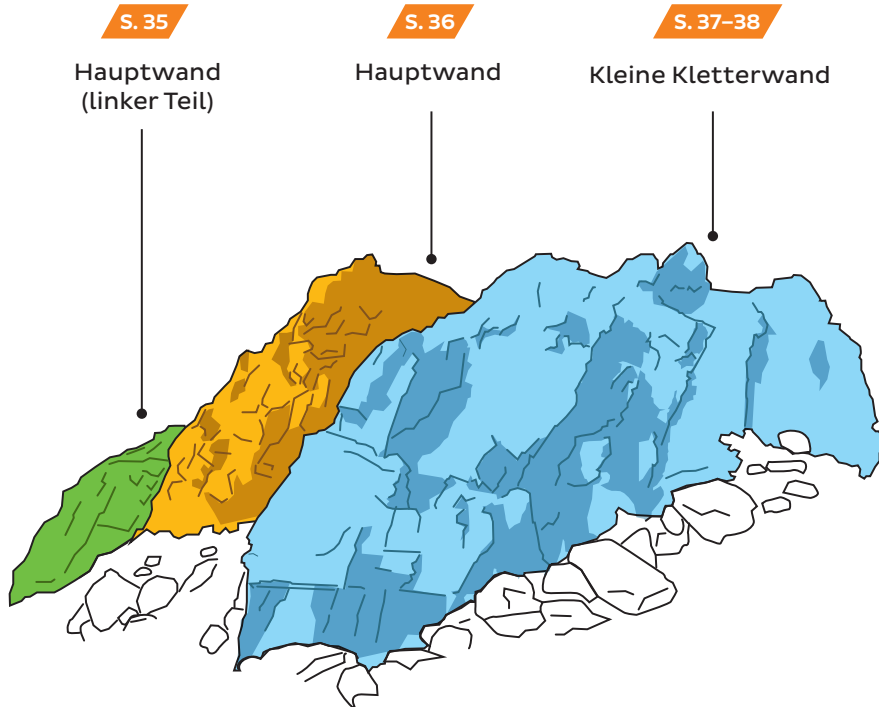 S. 35
Hauptwand
(linker Teil)
S. 36
Hauptwand
S. 37–38
Kleine Kletterwand